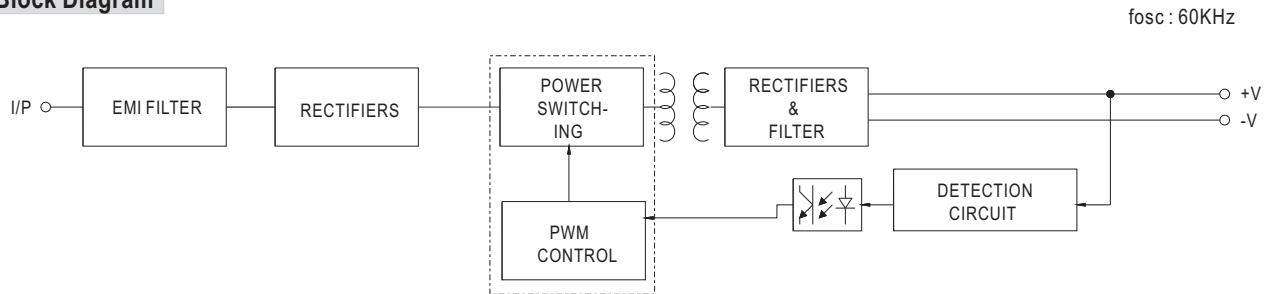 Block Diagram
fosc : 60KHz
I/P
EMI FILTER
RECTIFIERS
POWER
SWITCH-
ING
RECTIFIERS
&
FILTER
+V
-V
DETECTION
CIRCUIT
PWM
CONTROL